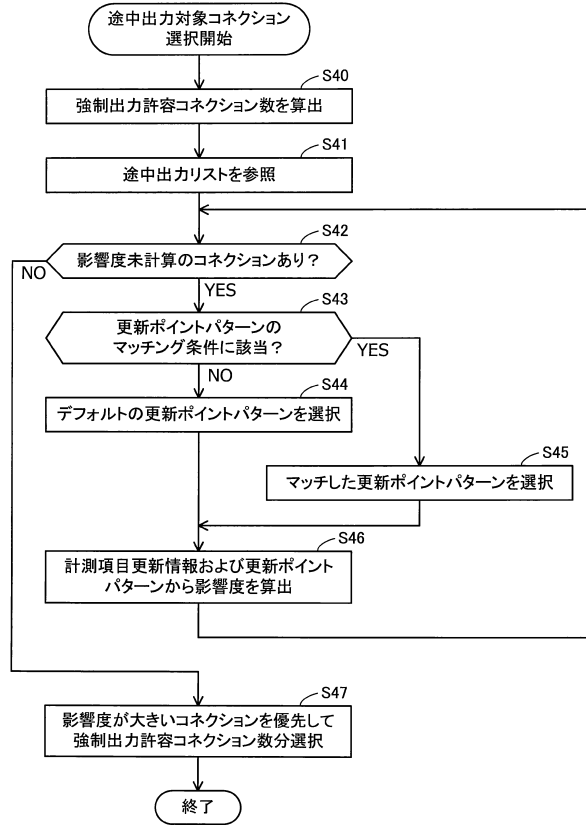 途中出力対象コネクション
選択開始
S40
強制出力許容コネクション数を算出
S41
途中出力リストを参照
S42
影響度未計算のコネクションあり？
NO
YES
S43
更新ポイントパターンの
マッチング条件に該当？
YES
NO
S44
デフォルトの更新ポイントパターンを選択
S45
マッチした更新ポイントパターンを選択
S46
計測項目更新情報および更新ポイント
パターンから影響度を算出
S47
影響度が大きいコネクションを優先して
強制出力許容コネクション数分選択
終了